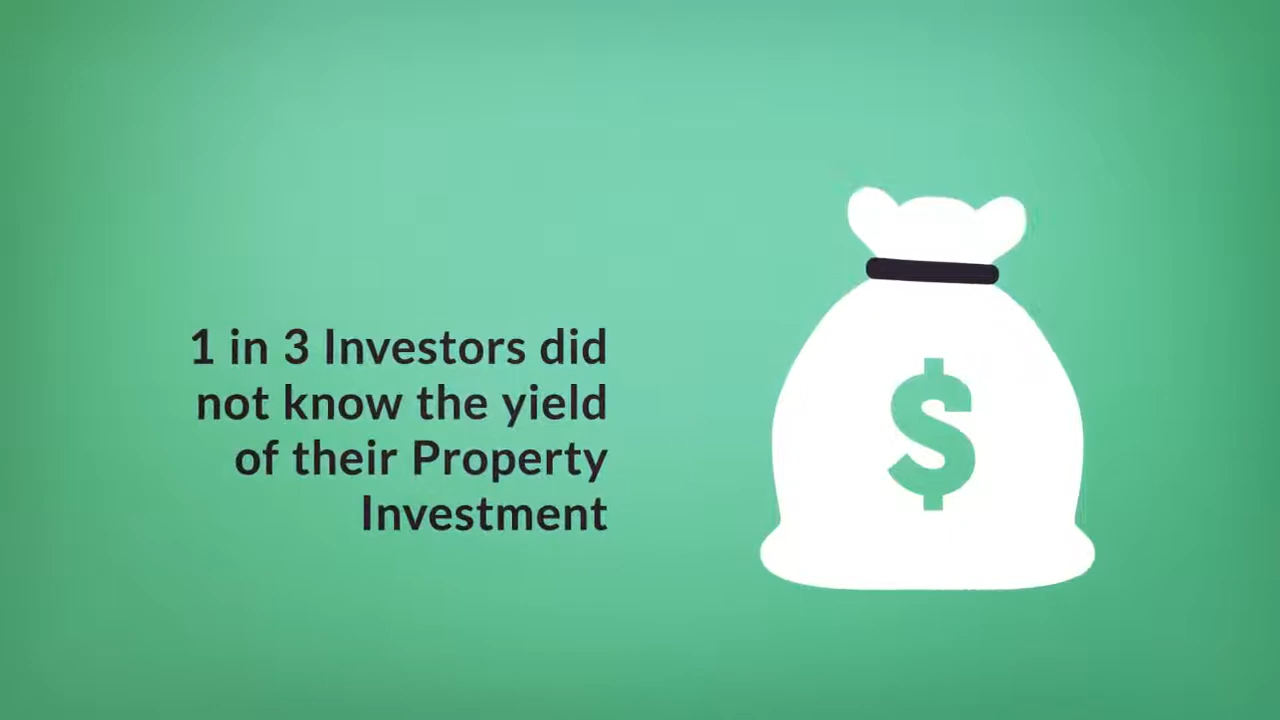 1 in 3 Investors did
not know the yield
of their Property
Investment
$